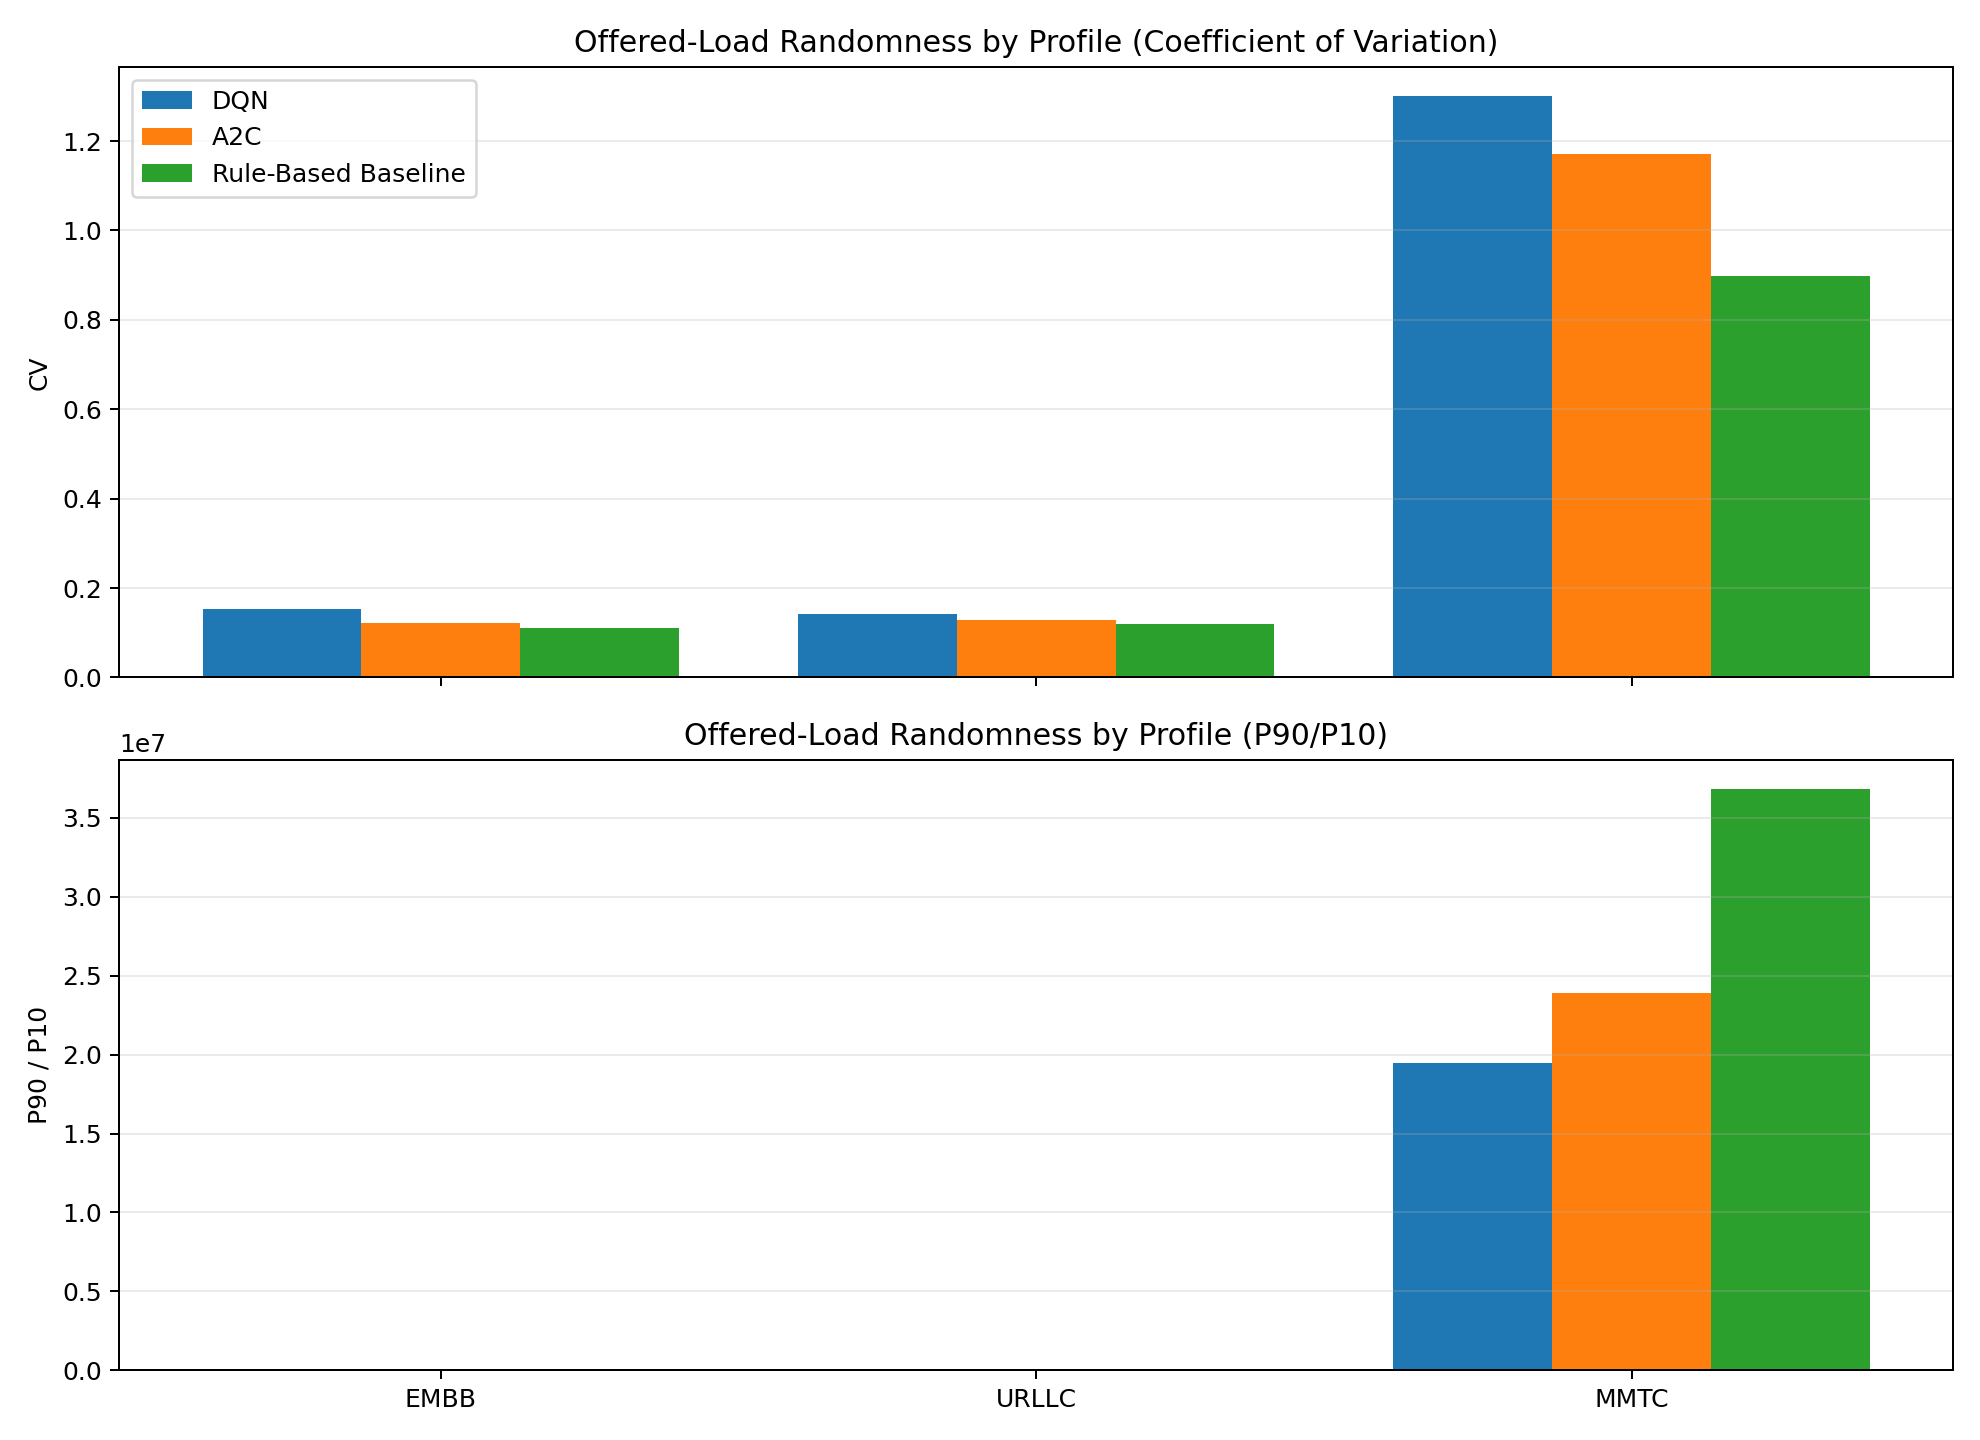 Offered-Load Randomness by Profile (Coefficient of Variation)
DQN
A2C
Rule-Based Baseline
1.2
1.0
0.8
0.6
0.4
0.2
0.0
CV
Offered-Load Randomness by Profile (P90/P10)
1e7
3.5
3.0
2.5
2.0
1.5
1.0
0.5
0.0
P90 / P10
EMBB
URLLC
MMTC